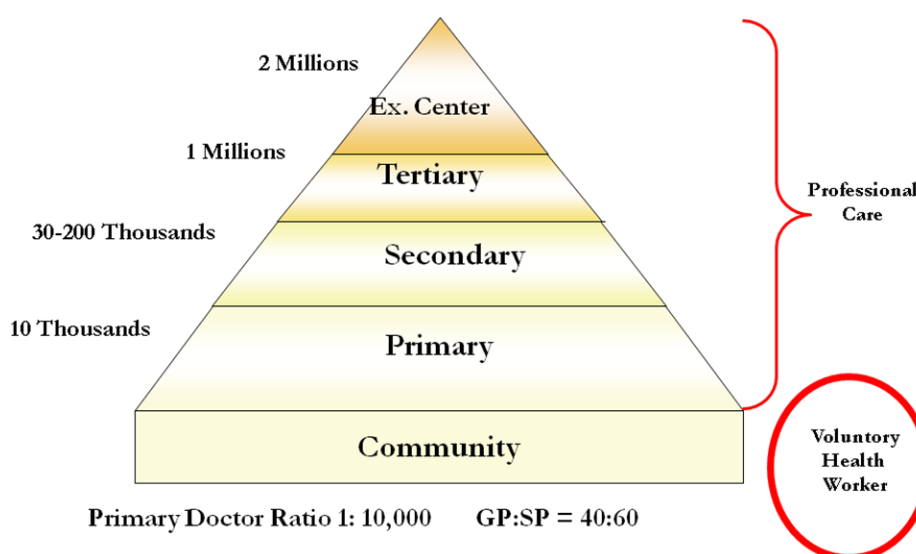 2 Millions
Ex. Center
1 Millions
Tertiary
Professional
Care
30-200 Thousands
Secondary
10 Thousands
Primary
Community
Voluntory
Health
Worker
Primary Doctor Ratio 1: 10,000 GP:SP = 40:60